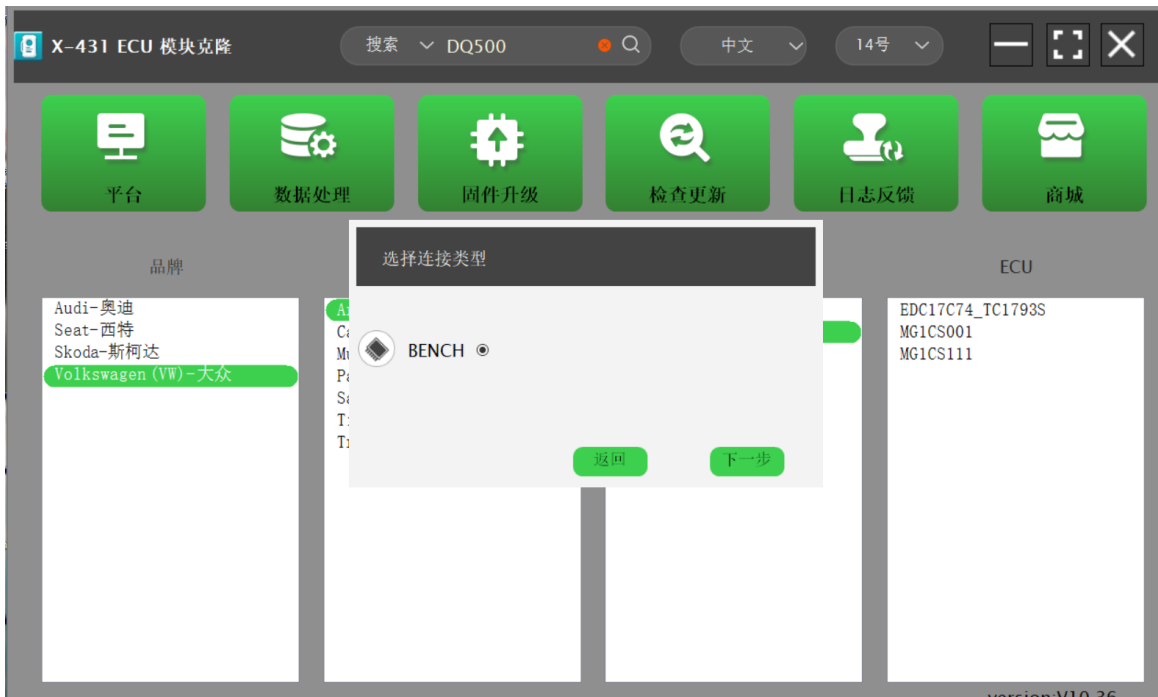 X-431 ECU 模块克隆
搜索 DQ500
中文
14号
平台
数据处理
固件升级
检查更新
日志反馈
商城
品牌
选择连接类型
ECU
Audi-奥迪
Seat-西特
Skoda-斯柯达
Volkswagen(VW)-大众
BENCH
返回
下一步
EDC17C74_TC1793S
MG1CS001
MG1CS111
version:V10.36